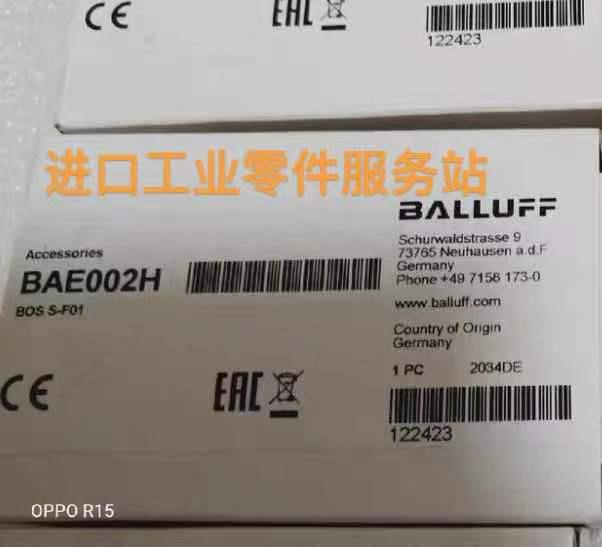 CE
EAC
122423
进口工业零件服务站
BALLUFF
Accessories
BAE002H
BOS S-F01
Schurwaldstrasse 9
73765 Neuhausen a.d.F
Germany
Phone +49 7158 173-0
www.balluff.com
Country of Origin
Germany
1 PC 2034DE
CE
EAC
122423
OPPO R15